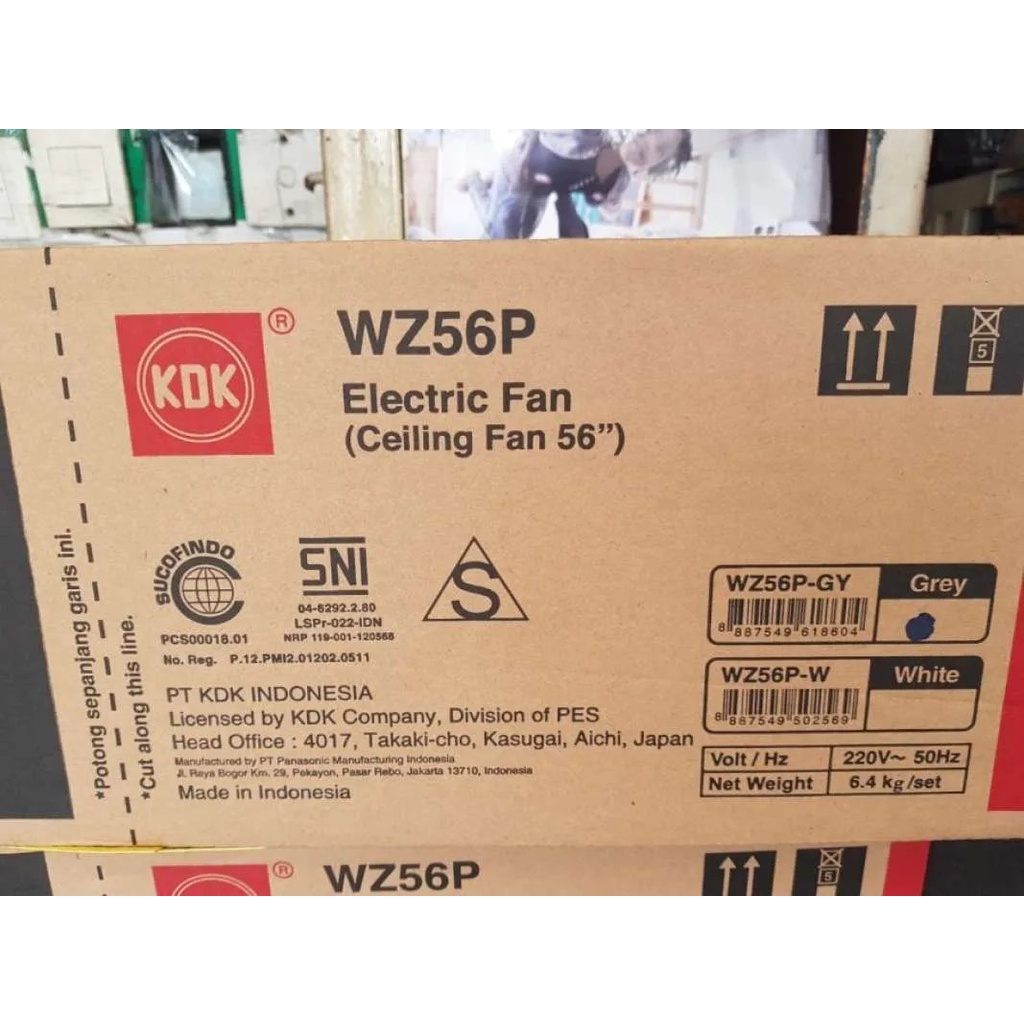 WZ56P
Electric Fan
(Ceiling Fan 56”)
KDK
®
5
*Potong sepanjang garis ini.
*Cut along this line.
SUCOFINDO
PCS00018.01
SNI
04-6292.2.80
LSPr-022-IDN
NRP 119-001-120568
S
No. Reg. P.12.PMI2.01202.0511
WZ56P-GY Grey
8 887549 618604
WZ56P-W White
8 887549 502569
PT KDK INDONESIA
Licensed by KDK Company, Division of PES
Head Office : 4017, Takaki-cho, Kasugai, Aichi, Japan
Manufactured by PT Panasonic Manufacturing Indonesia
Jl. Raya Bogor Km. 29, Pekayon, Pasar Rebo, Jakarta 13710, Indonesia
Made in Indonesia
Volt / Hz 220V~ 50Hz
Net Weight 6.4 kg/set
®
WZ56P
5